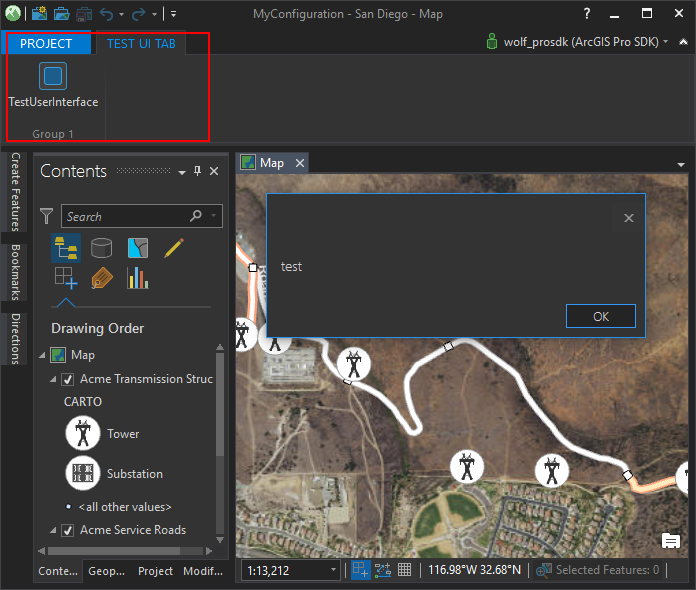 MyConfiguration - San Diego - Map
?
PROJECT
TEST UI TAB
wolf_prosdk (ArcGIS Pro SDK)
TestUserInterface
Group 1
Create Features
Bookmarks
Directions
Contents
Search
Drawing Order
Map
Acme Transmission Struc
CARTO
Tower
Substation
<all other values>
Acme Service Roads
Conte...
Geop...
Project
Modif...
Map
test
OK
1:13,212
116.98°W 32.68°N
Selected Features: 0